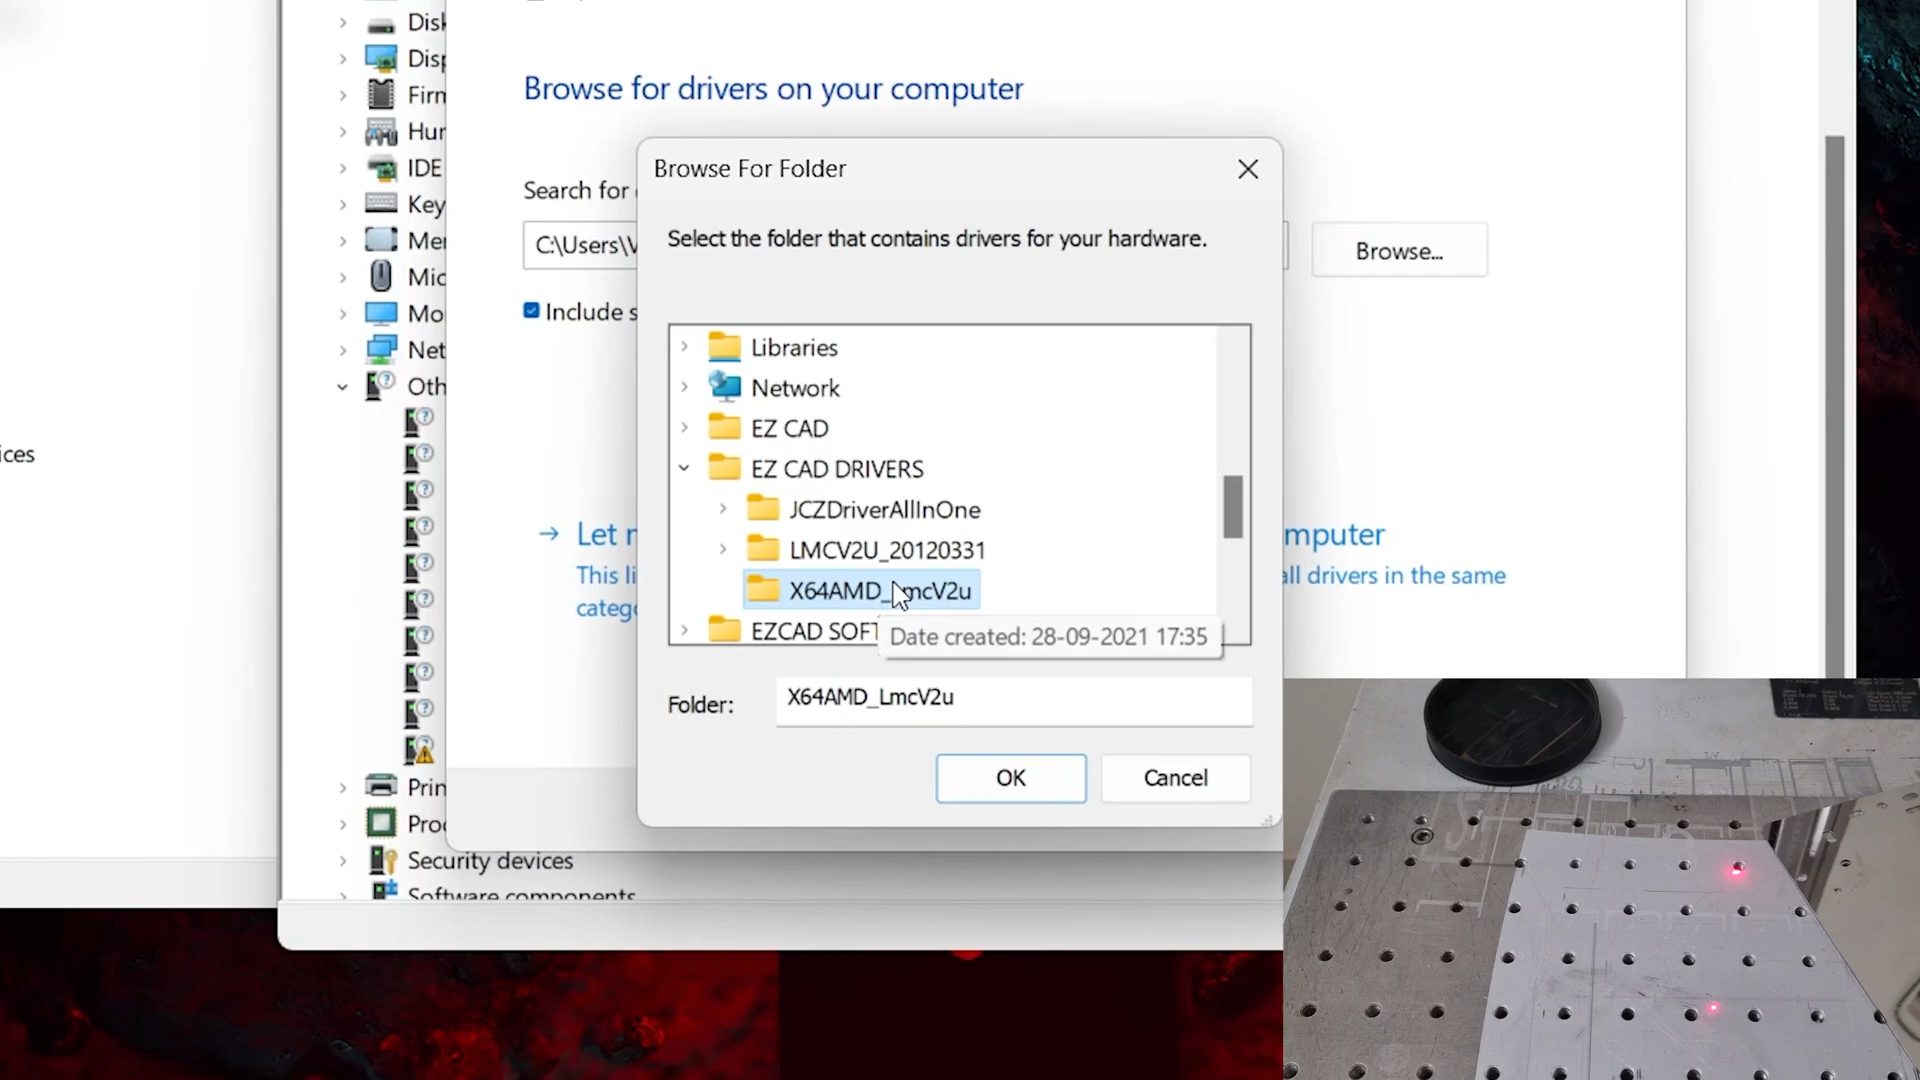 Disk
Disp
Firm
Hur
IDE
Key
Mer
Mic
Mo
Net
Oth
Prin
Proc
Security devices
Software components
ices
Browse for drivers on your computer
Search for
C:\Users\V
Browse...
Include s
Let m
mputer
This li
all drivers in the same
catego
Browse For Folder
Select the folder that contains drivers for your hardware.
Libraries
Network
EZ CAD
EZ CAD DRIVERS
JCZDriverAllInOne
LMCV2U_20120331
X64AMD_LmcV2u
EZCAD SOFT
Date created: 28-09-2021 17:35
Folder:
X64AMD_LmcV2u
OK
Cancel